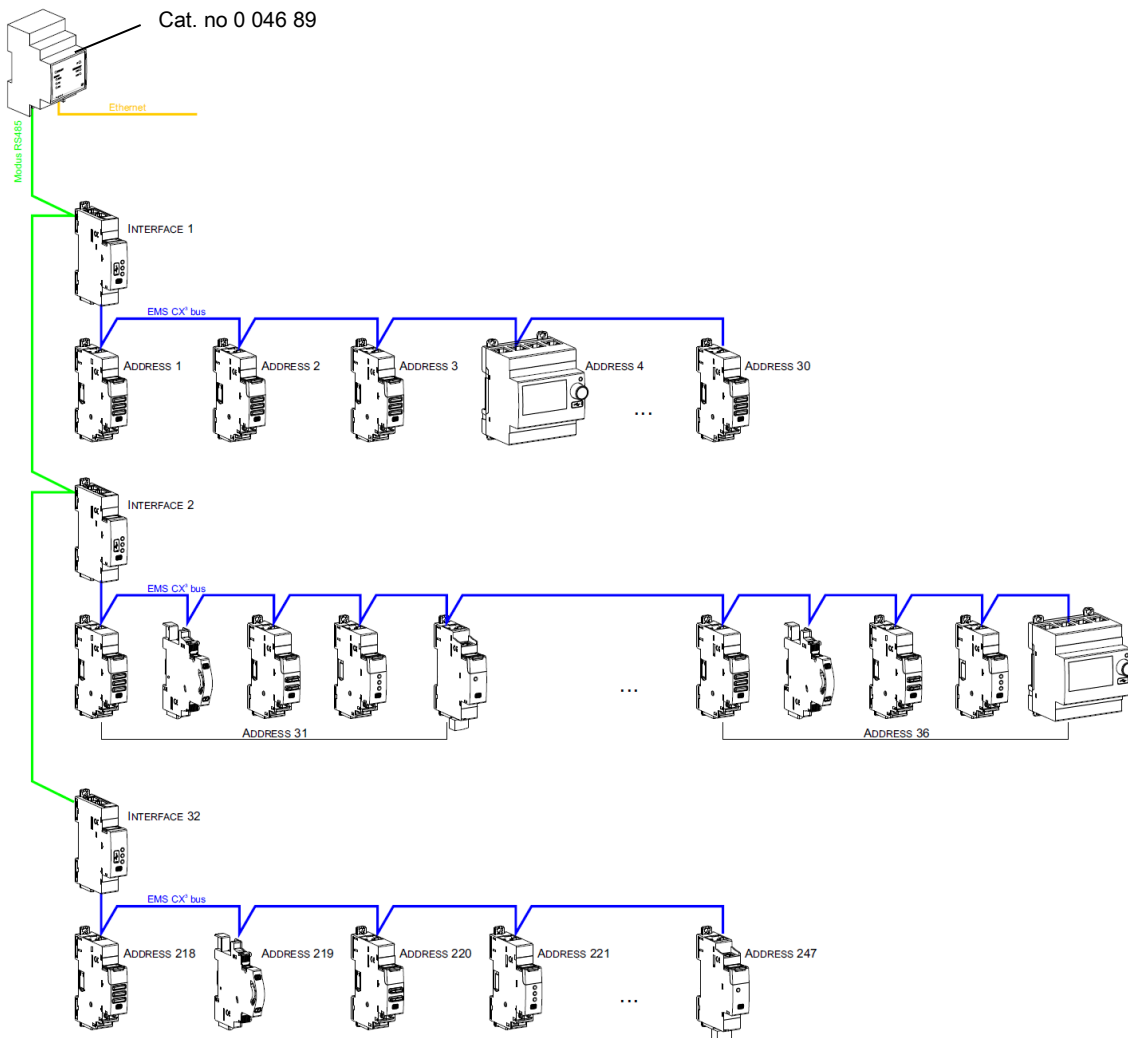 Cat. no 0 046 89
Ethernet
Modus RS485
INTERFACE 1
EMS CX³ bus
ADDRESS 1
ADDRESS 2
ADDRESS 3
ADDRESS 4
...
ADDRESS 30
INTERFACE 2
EMS CX³ bus
...
ADDRESS 31
ADDRESS 36
INTERFACE 32
EMS CX³ bus
ADDRESS 218
ADDRESS 219
ADDRESS 220
ADDRESS 221
...
ADDRESS 247